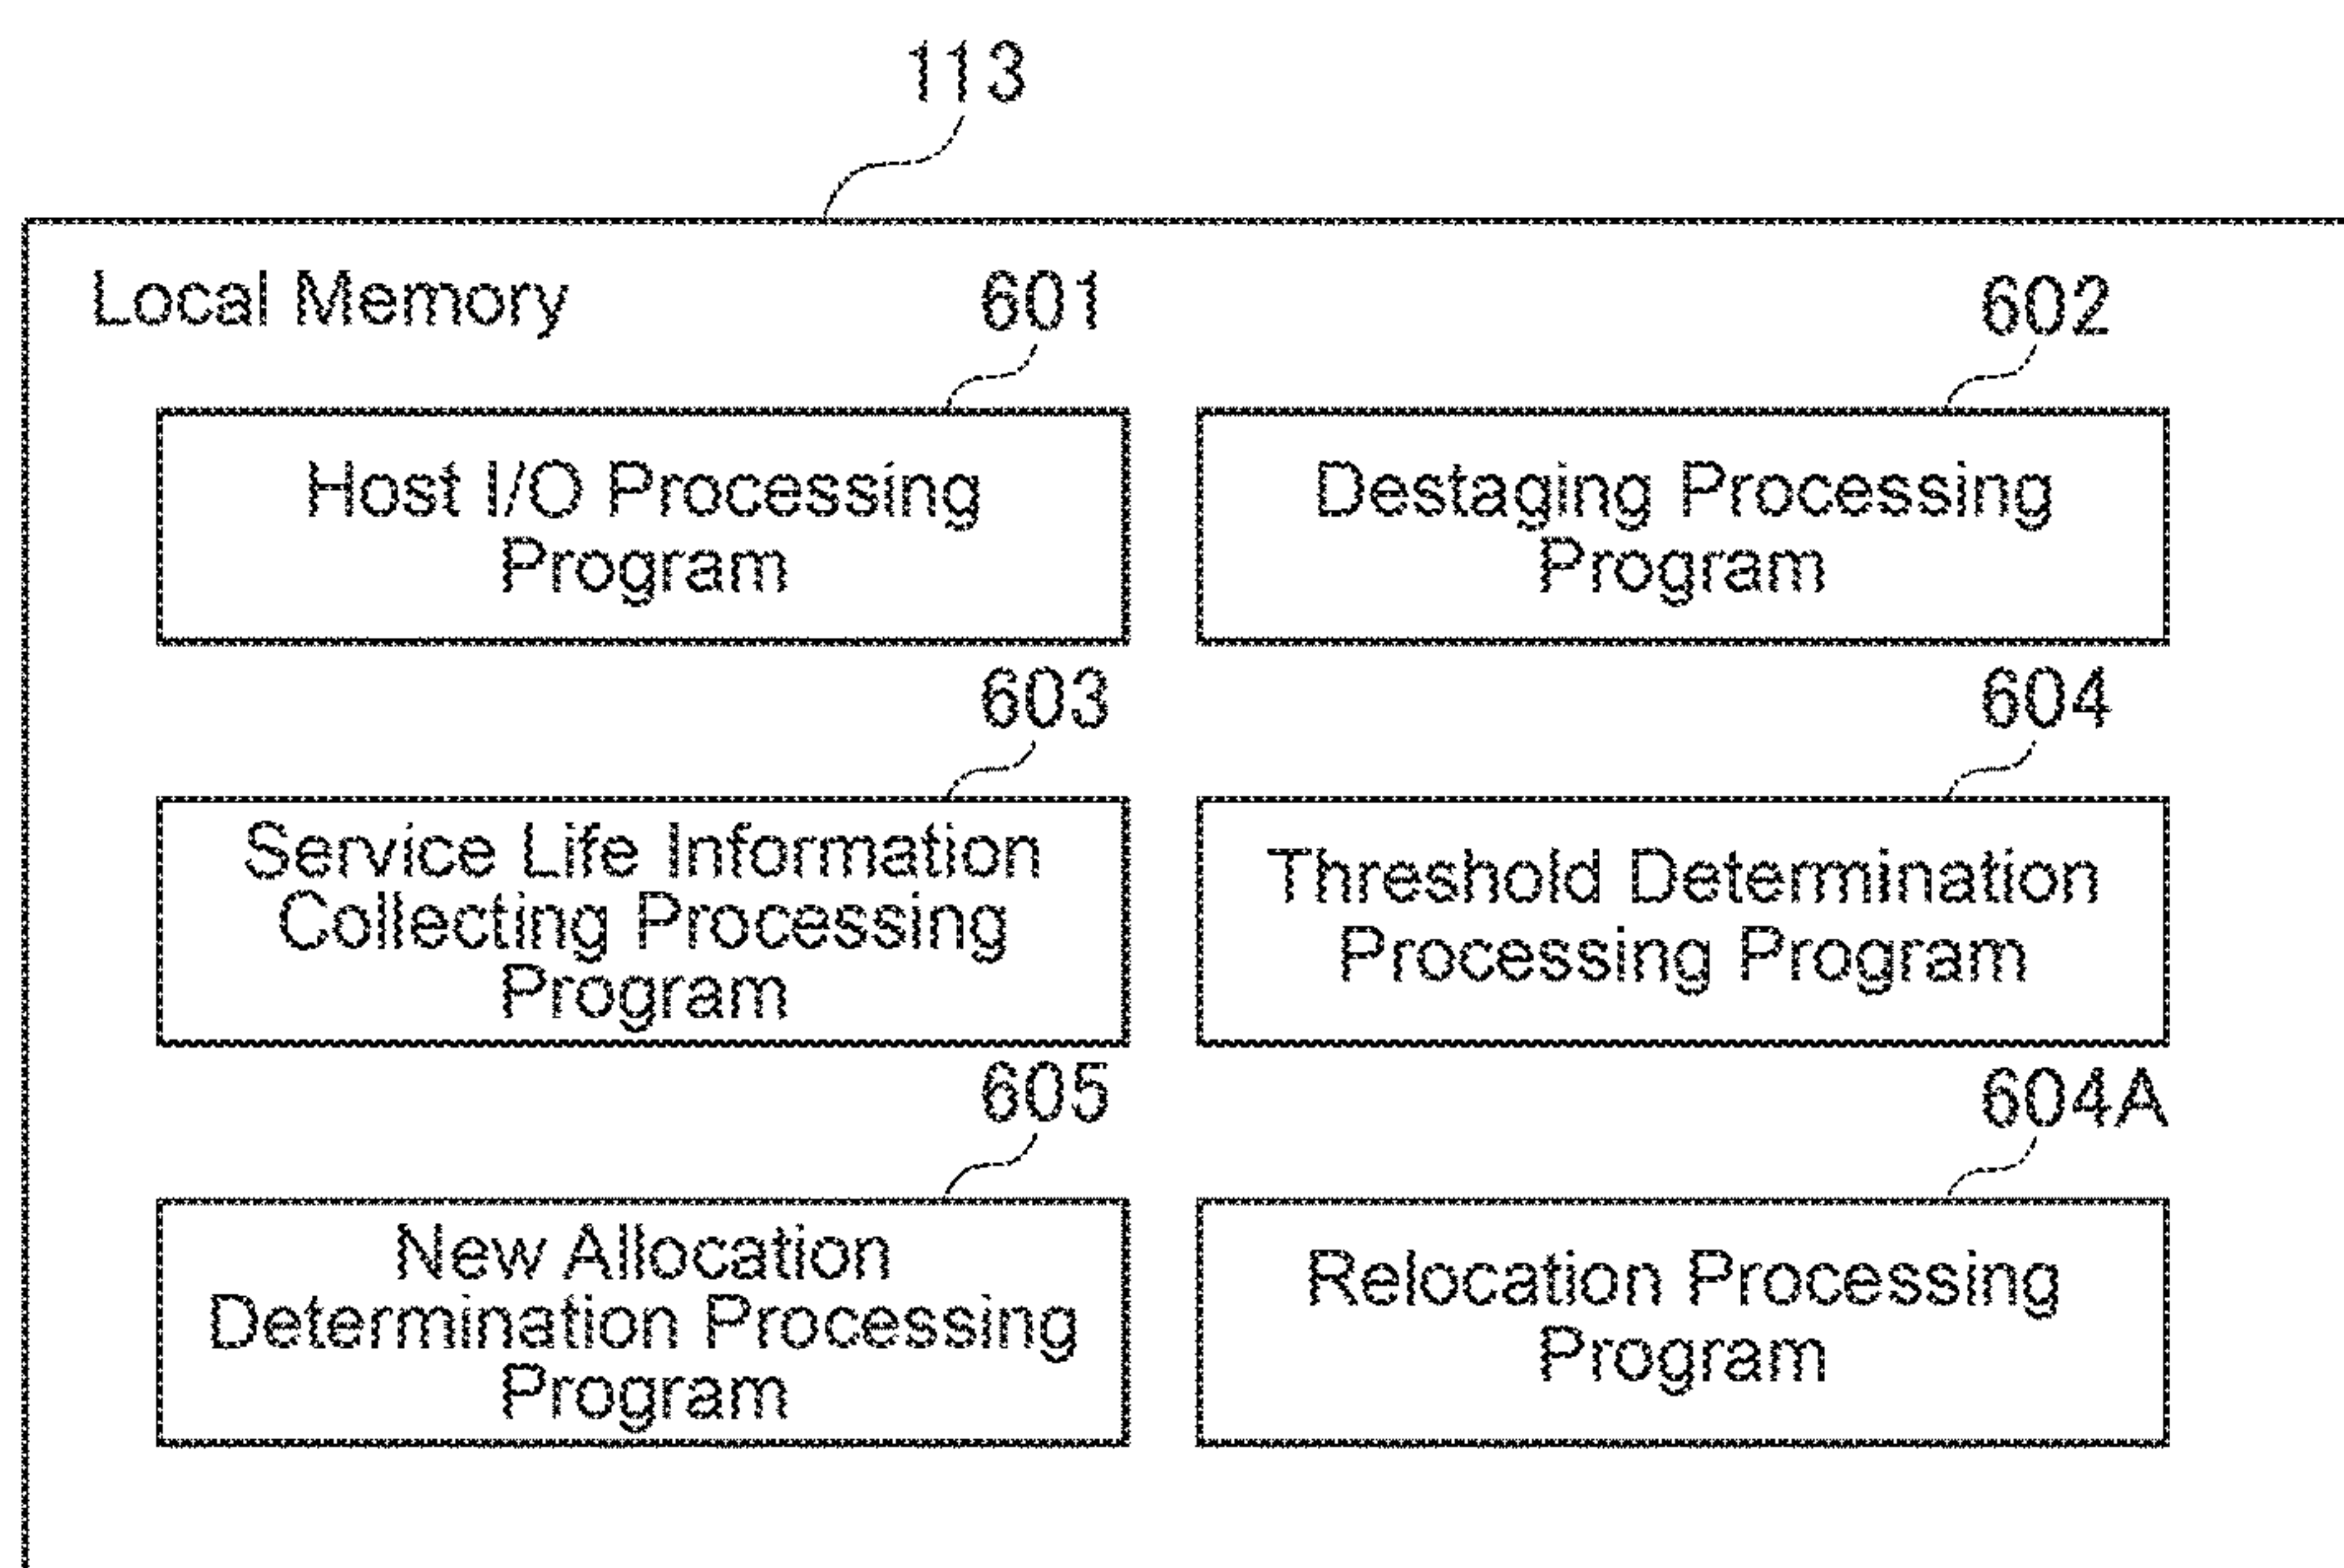 113
Local Memory
601
602
Host I/O Processing
Program
Destaging Processing
Program
603
604
Service Life Information
Collecting Processing
Program
Threshold Determination
Processing Program
605
604A
New Allocation
Determination Processing
Program
Relocation Processing
Program